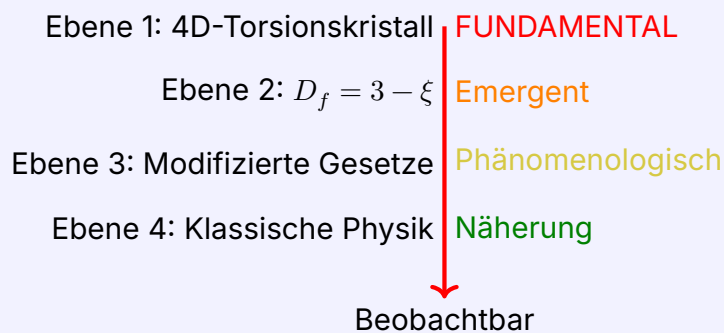 Ebene 1: 4D-Torsionskristall FUNDAMENTAL
Ebene 2: D_f = 3 − ξ Emergent
Ebene 3: Modifizierte Gesetze Phänomenologisch
Ebene 4: Klassische Physik Näherung
Beobachtbar